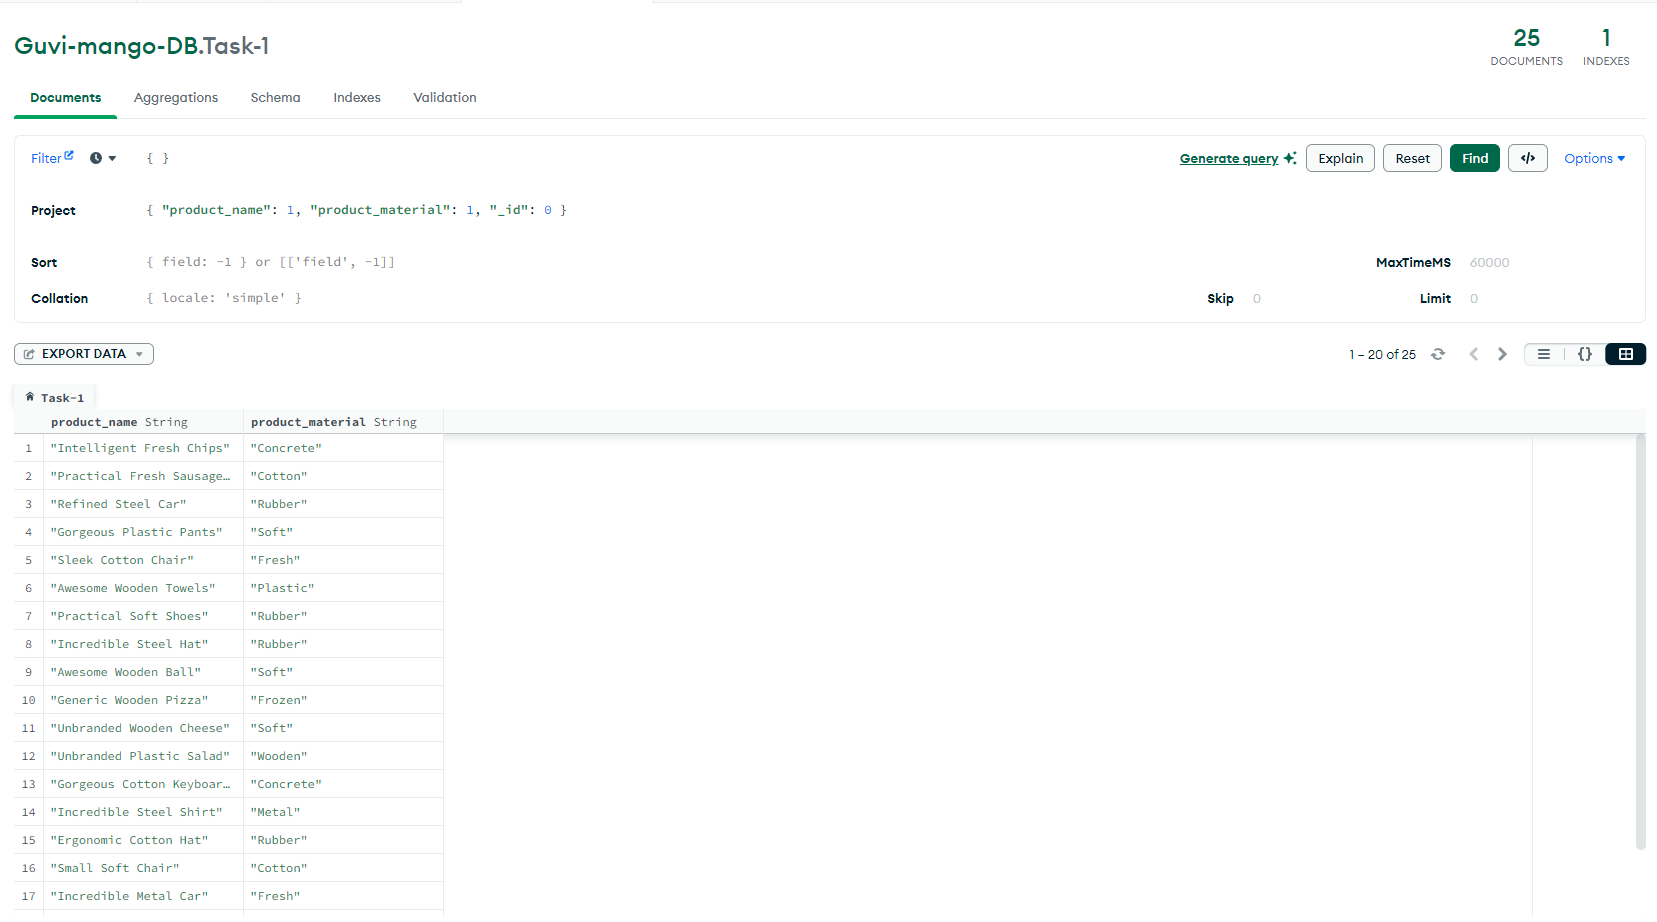 Guvi-mango-DB.Task-1
25 1
DOCUMENTS INDEXES
Documents Aggregations Schema Indexes Validation
Filter { } Generate query Explain Reset Find </> Options
Project { "product_name": 1, "product_material": 1, "_id": 0 }
Sort { field: -1 } or [['field', -1]] MaxTimeMS 60000
Collation { locale: 'simple' } Skip 0 Limit 0
EXPORT DATA 1 – 20 of 25 {}
Task-1
product_name String product_material String
1 "Intelligent Fresh Chips" "Concrete"
2 "Practical Fresh Sausage… "Cotton"
3 "Refined Steel Car" "Rubber"
4 "Gorgeous Plastic Pants" "Soft"
5 "Sleek Cotton Chair" "Fresh"
6 "Awesome Wooden Towels" "Plastic"
7 "Practical Soft Shoes" "Rubber"
8 "Incredible Steel Hat" "Rubber"
9 "Awesome Wooden Ball" "Soft"
10 "Generic Wooden Pizza" "Frozen"
11 "Unbranded Wooden Cheese" "Soft"
12 "Unbranded Plastic Salad" "Wooden"
13 "Gorgeous Cotton Keyboar… "Concrete"
14 "Incredible Steel Shirt" "Metal"
15 "Ergonomic Cotton Hat" "Rubber"
16 "Small Soft Chair" "Cotton"
17 "Incredible Metal Car" "Fresh"